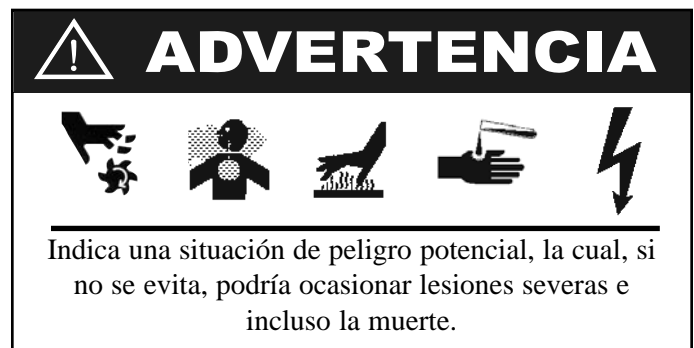 ADVERTENCIA
Indica una situación de peligro potencial, la cual, si
no se evita, podría ocasionar lesiones severas e
incluso la muerte.